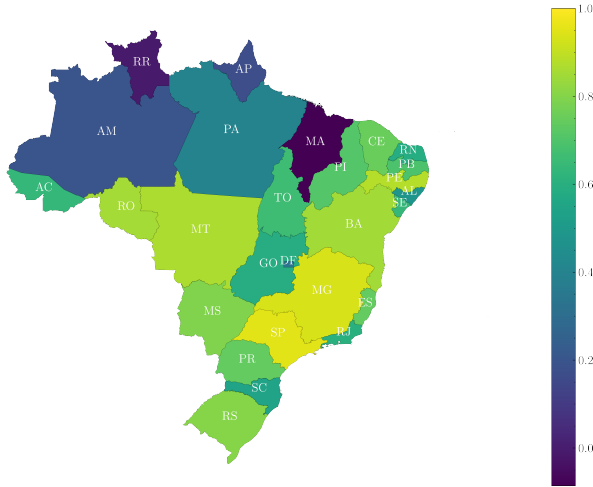 RR
AP
AM
PA
MA
CE
RN
PI
PB
PE
AC
TO
AL
SE
RO
MT
BA
GO
DF
MG
MS
ES
SP
RJ
PR
SC
RS
1.0
0.8
0.6
0.4
0.2
0.0